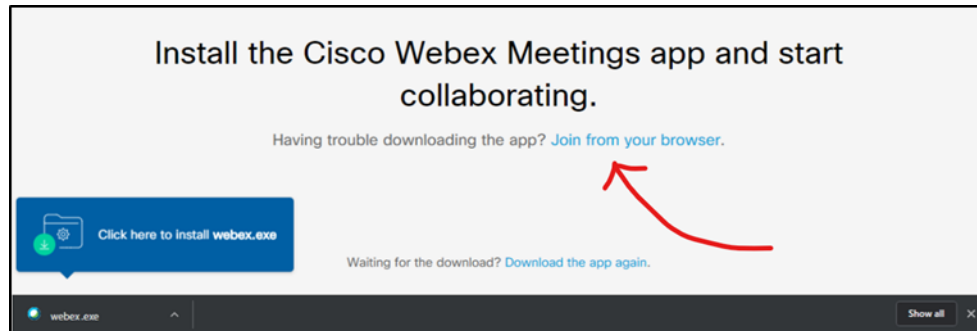 Install the Cisco Webex Meetings app and start
collaborating.
Having trouble downloading the app? Join from your browser.
Click here to install webex.exe
Waiting for the download? Download the app again.
webex.exe
Show all